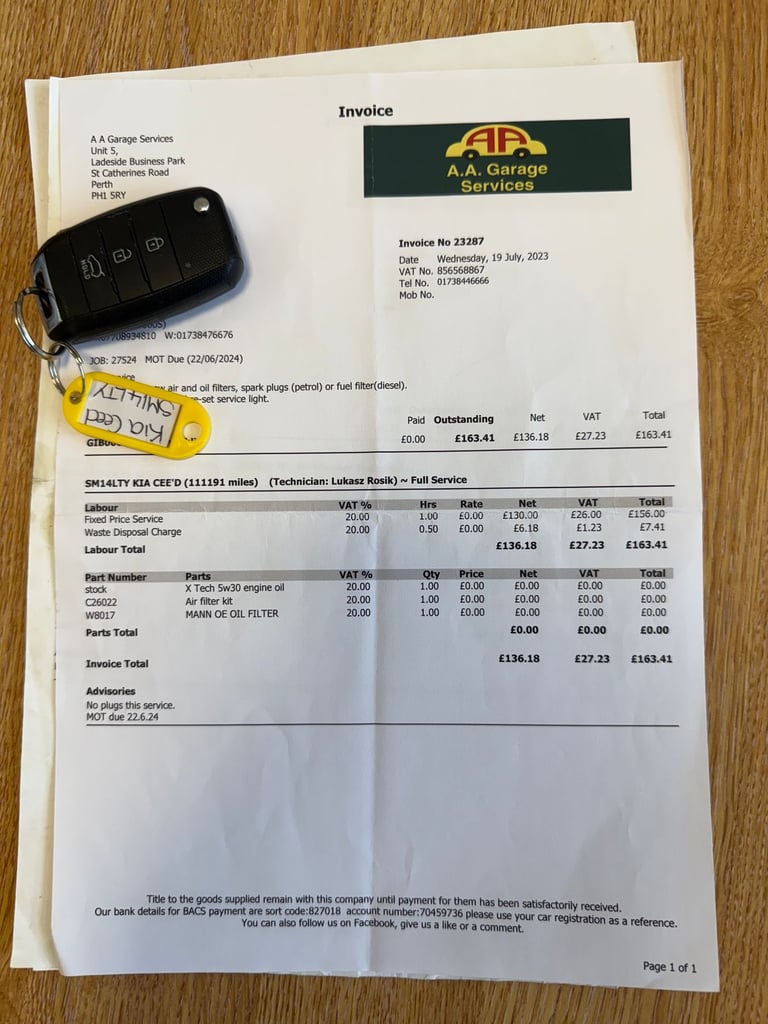 Invoice
A A Garage Services
Unit 5,
Ladeside Business Park
St Catherines Road
Perth
PH1 5RY
AA
A.A. Garage
Services
Invoice No 23287
Date Wednesday, 19 July, 2023
VAT No. 856568867
Tel No. 01738446666
Mob No.
HOLD
07708934810 W:01738476676
JOB: 27524 MOT Due (22/06/2024)
air and oil filters, spark plugs (petrol) or fuel filter(diesel).
service light.
Kia Ceed
SM14LTY
Paid Outstanding Net VAT Total
£0.00 £163.41 £136.18 £27.23 £163.41
SM14LTY KIA CEE'D (111191 miles) (Technician: Lukasz Rosik) ~ Full Service
Labour VAT % Hrs Rate Net VAT Total
Fixed Price Service 20.00 1.00 £0.00 £130.00 £26.00 £156.00
Waste Disposal Charge 20.00 0.50 £0.00 £6.18 £1.23 £7.41
Labour Total £136.18 £27.23 £163.41
Part Number Parts VAT % Qty Price Net VAT Total
stock X Tech 5w30 engine oil 20.00 1.00 £0.00 £0.00 £0.00 £0.00
C26022 Air filter kit 20.00 1.00 £0.00 £0.00 £0.00 £0.00
W8017 MANN OE OIL FILTER 20.00 1.00 £0.00 £0.00 £0.00 £0.00
Parts Total £0.00 £0.00 £0.00
Invoice Total £136.18 £27.23 £163.41
Advisories
No plugs this service.
MOT due 22.6.24
Title to the goods supplied remain with this company until payment for them has been satisfactorily received.
Our bank details for BACS payment are sort code:827018 account number:70459736 please use your car registration as a reference.
You can also follow us on Facebook, give us a like or a comment.
Page 1 of 1